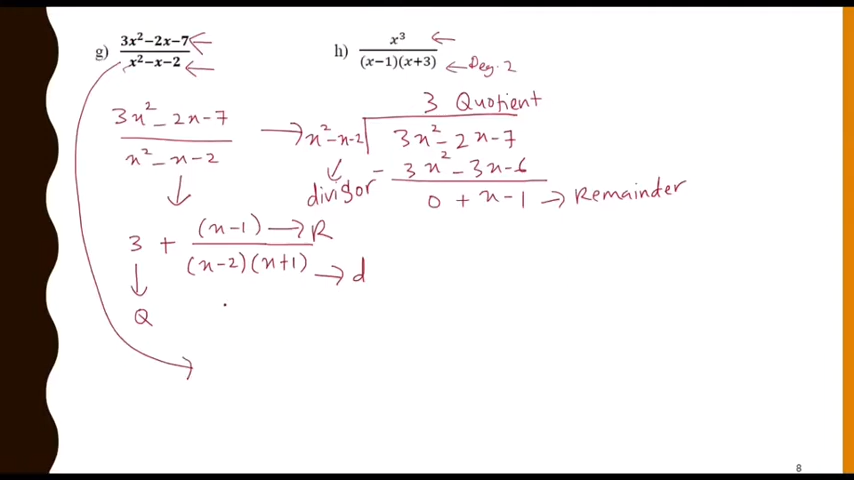 g) 3x²−2x−7 / x²−x−2
h) x³ / (x−1)(x+3)
Deg. 2
3x² − 2x − 7 / x² − x − 2
3 Quotient
x² − x − 2 | 3x² − 2x − 7
divisor − 3x² − 3x − 6
0 + x − 1 → Remainder
3 + (x−1) → R / (x−2)(x+1) → d
Q
8